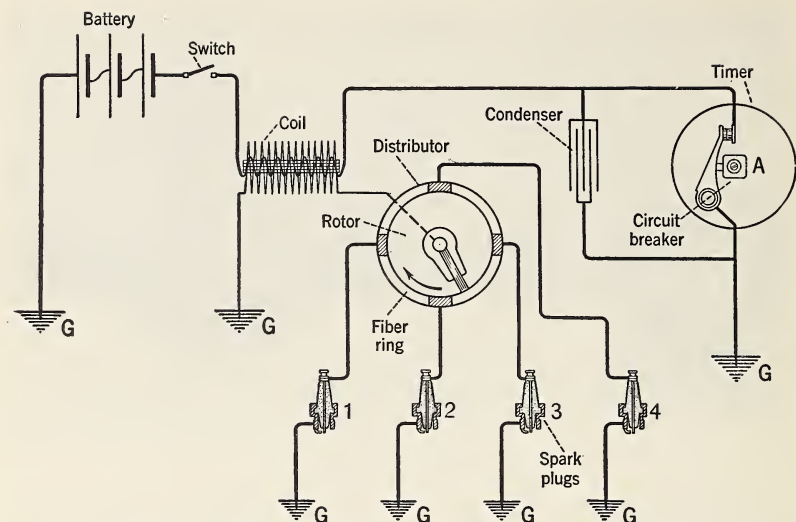 Battery
Switch
Timer
Coil
Condenser
Distributor
A
Rotor
Circuit
breaker
Fiber
ring
G
G
G
1
2
3
4
Spark
plugs
G
G
G
G